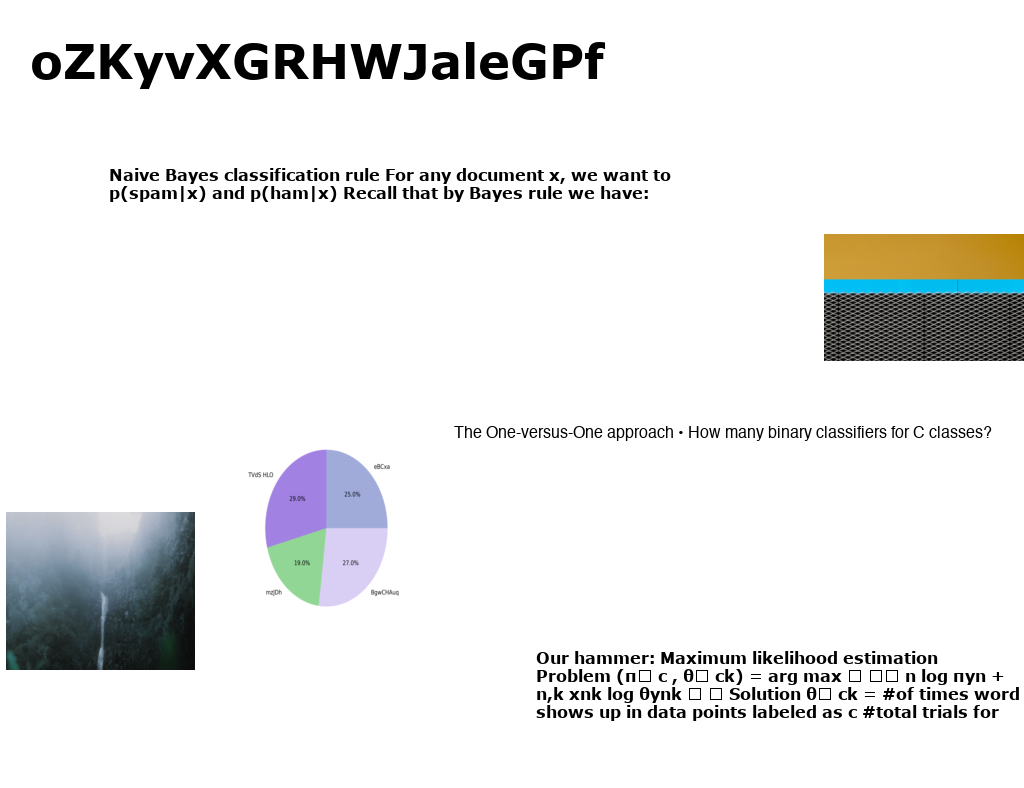 oZKyvXGRHWJaleGPf
Naive Bayes classification rule For any document x, we want to
p(spam|x) and p(ham|x) Recall that by Bayes rule we have:
The One-versus-One approach • How many binary classifiers for C classes?
TVdS HLO
eBCxa
29.0%
25.0%
19.0%
27.0%
mzJDh
BgwCHAuq
Our hammer: Maximum likelihood estimation
Problem (π□ c , θ□ ck) = arg max □ □□ n log πyn +
n,k xnk log θynk □ □ Solution θ□ ck = #of times word
shows up in data points labeled as c #total trials for